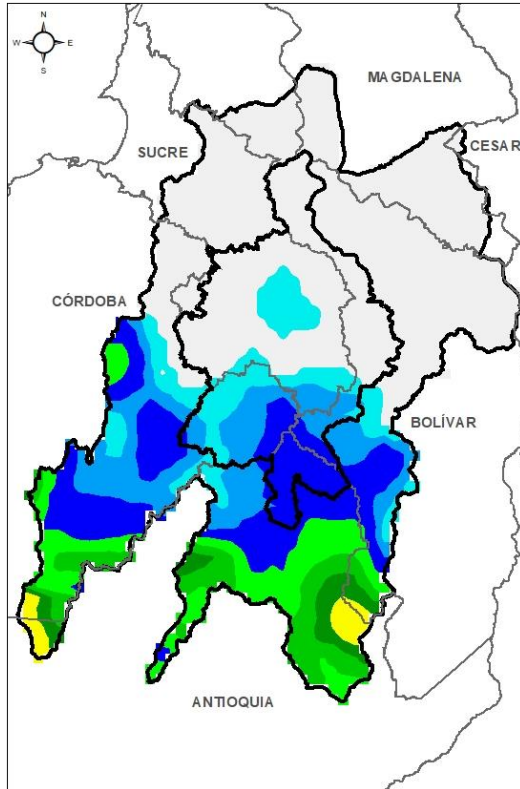 N
W E
S
MAGDALENA
SUCRE
CESAR
CÓRDOBA
BOLÍVAR
ANTIOQUIA